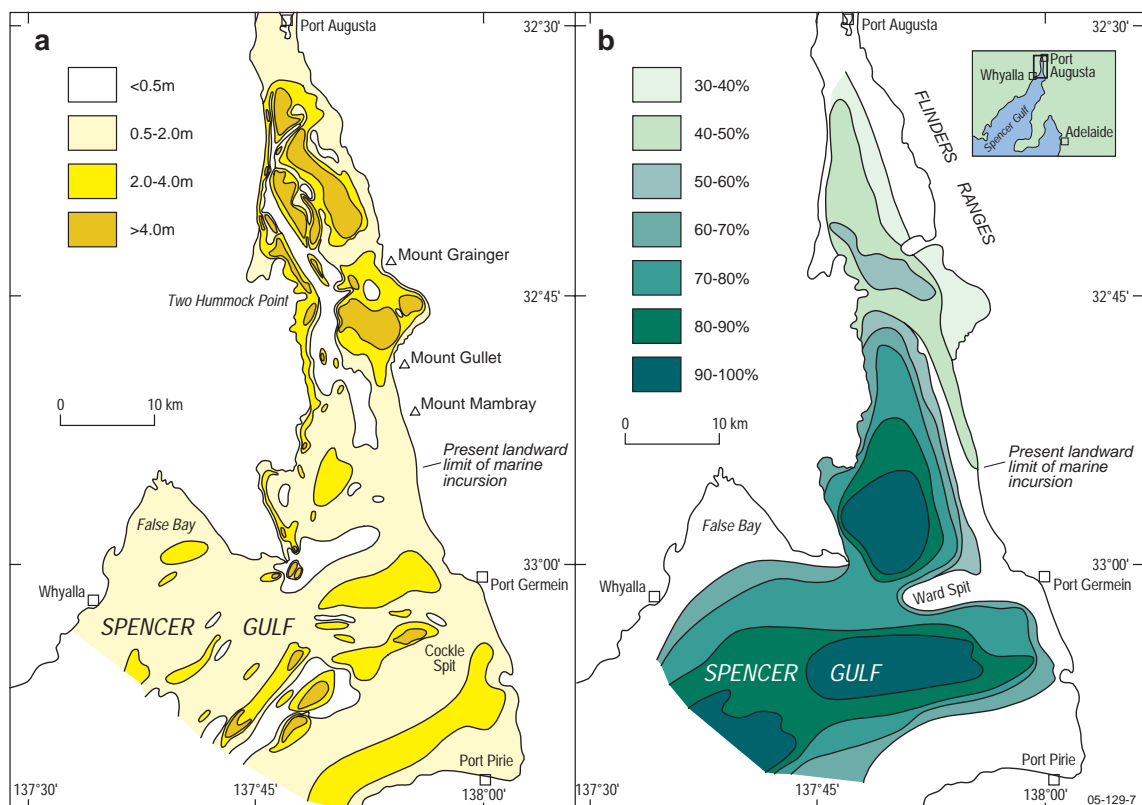 a
Port Augusta
<0.5m
0.5-2.0m
2.0-4.0m
>4.0m
Mount Grainger
Two Hummock Point
Mount Gullet
0
10 km
Mount Mambray
Present landward
limit of marine
incursion
False Bay
Whyalla
Port Germein
SPENCER GULF
Cockle
Spit
Port Pirie
137°30'
137°45'
138°00'
32°30'
32°45'
33°00'
b
Port Augusta
30-40%
40-50%
50-60%
60-70%
70-80%
80-90%
90-100%
FLINDERS RANGES
Port
Augusta
Whyalla
Spencer Gulf
Adelaide
0
10 km
Present landward
limit of marine
incursion
False Bay
Whyalla
Port Germein
Ward Spit
SPENCER GULF
Port Pirie
137°30'
137°45'
138°00'
32°30'
32°45'
33°00'
05-129-7